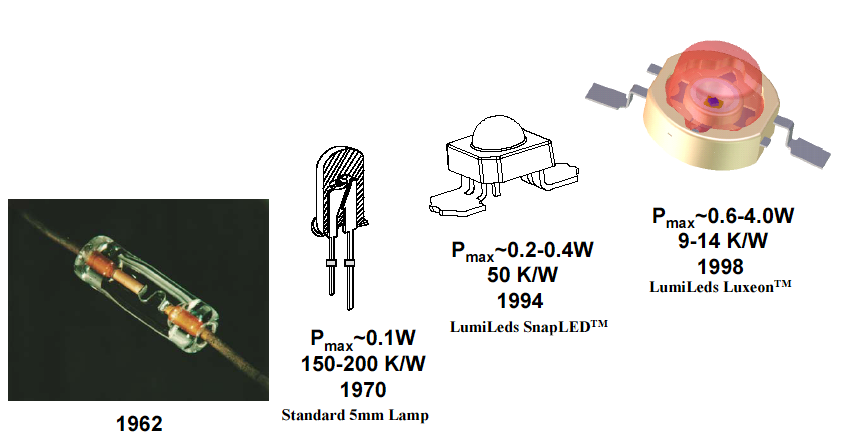 1962
Pmax~0.1W
150-200 K/W
1970
Standard 5mm Lamp
Pmax~0.2-0.4W
50 K/W
1994
LumiLeds SnapLED™
Pmax~0.6-4.0W
9-14 K/W
1998
LumiLeds Luxeon™